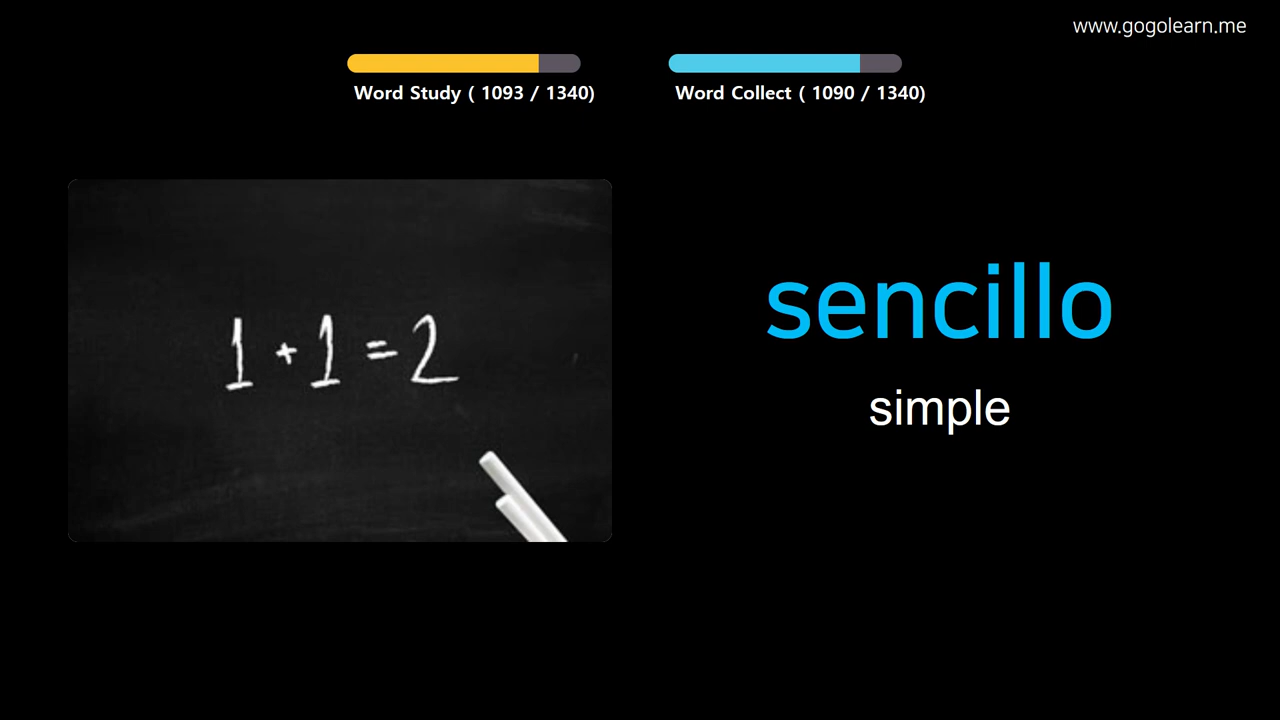 www.gogolearn.me
Word Study ( 1093 / 1340)
Word Collect ( 1090 / 1340)
1 + 1 = 2
sencillo
simple